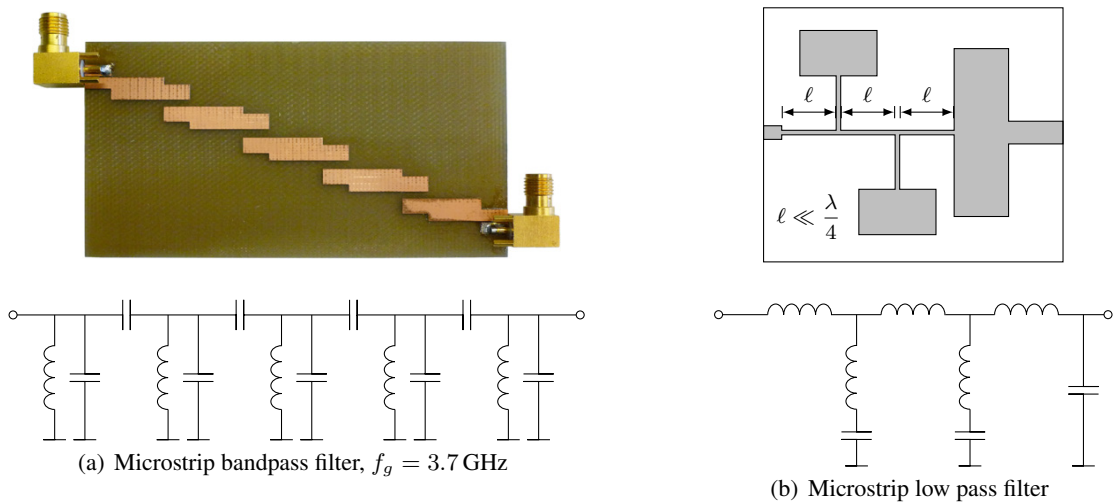 ℓ ℓ ℓ
ℓ ≪ λ/4
(a) Microstrip bandpass filter, f_g = 3.7 GHz
(b) Microstrip low pass filter